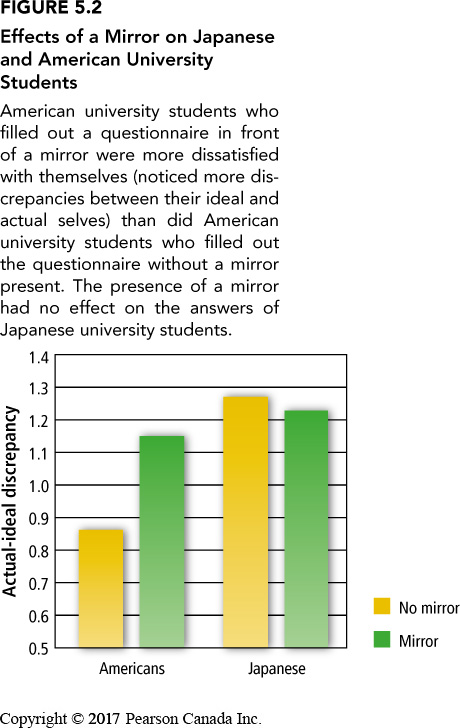 FIGURE 5.2
Effects of a Mirror on Japanese
and American University
Students
American university students who
filled out a questionnaire in front
of a mirror were more dissatisfied
with themselves (noticed more dis-
crepancies between their ideal and
actual selves) than did American
university students who filled out
the questionnaire without a mirror
present. The presence of a mirror
had no effect on the answers of
Japanese university students.
Actual-ideal discrepancy
1.4
1.3
1.2
1.1
1.0
0.9
0.8
0.7
0.6
0.5
Americans
Japanese
No mirror
Mirror
Copyright © 2017 Pearson Canada Inc.